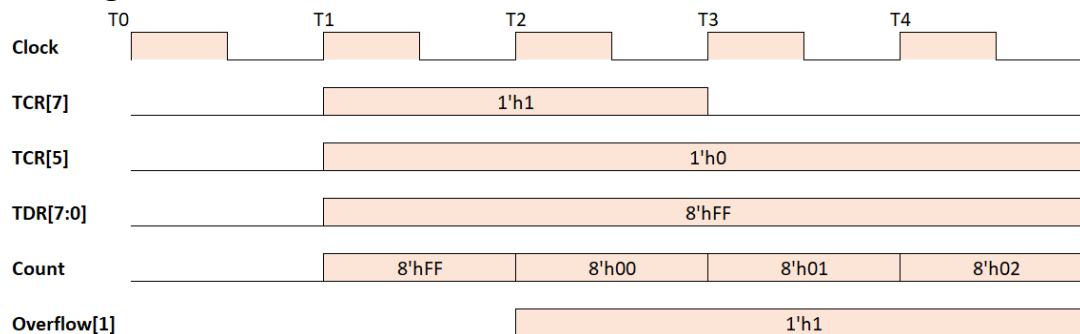 T0 T1 T2 T3 T4
Clock
TCR[7] 1'h1
TCR[5] 1'h0
TDR[7:0] 8'hFF
Count 8'hFF 8'h00 8'h01 8'h02
Overflow[1] 1'h1